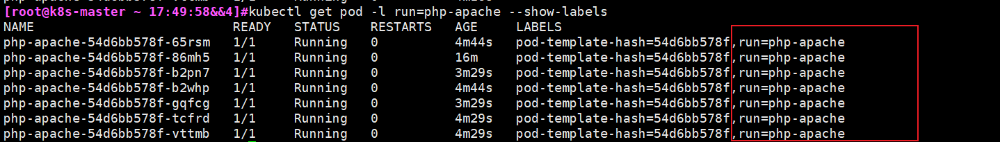 [root@k8s-master ~ 17:49:58&&4]#kubectl get pod -l run=php-apache --show-labels
NAME READY STATUS RESTARTS AGE LABELS
php-apache-54d6bb578f-65rsm 1/1 Running 0 4m44s pod-template-hash=54d6bb578f,run=php-apache
php-apache-54d6bb578f-86mh5 1/1 Running 0 16m pod-template-hash=54d6bb578f,run=php-apache
php-apache-54d6bb578f-b2pn7 1/1 Running 0 3m29s pod-template-hash=54d6bb578f,run=php-apache
php-apache-54d6bb578f-b2whp 1/1 Running 0 4m44s pod-template-hash=54d6bb578f,run=php-apache
php-apache-54d6bb578f-gqfcg 1/1 Running 0 3m29s pod-template-hash=54d6bb578f,run=php-apache
php-apache-54d6bb578f-tcfrd 1/1 Running 0 4m29s pod-template-hash=54d6bb578f,run=php-apache
php-apache-54d6bb578f-vttmb 1/1 Running 0 4m29s pod-template-hash=54d6bb578f,run=php-apache